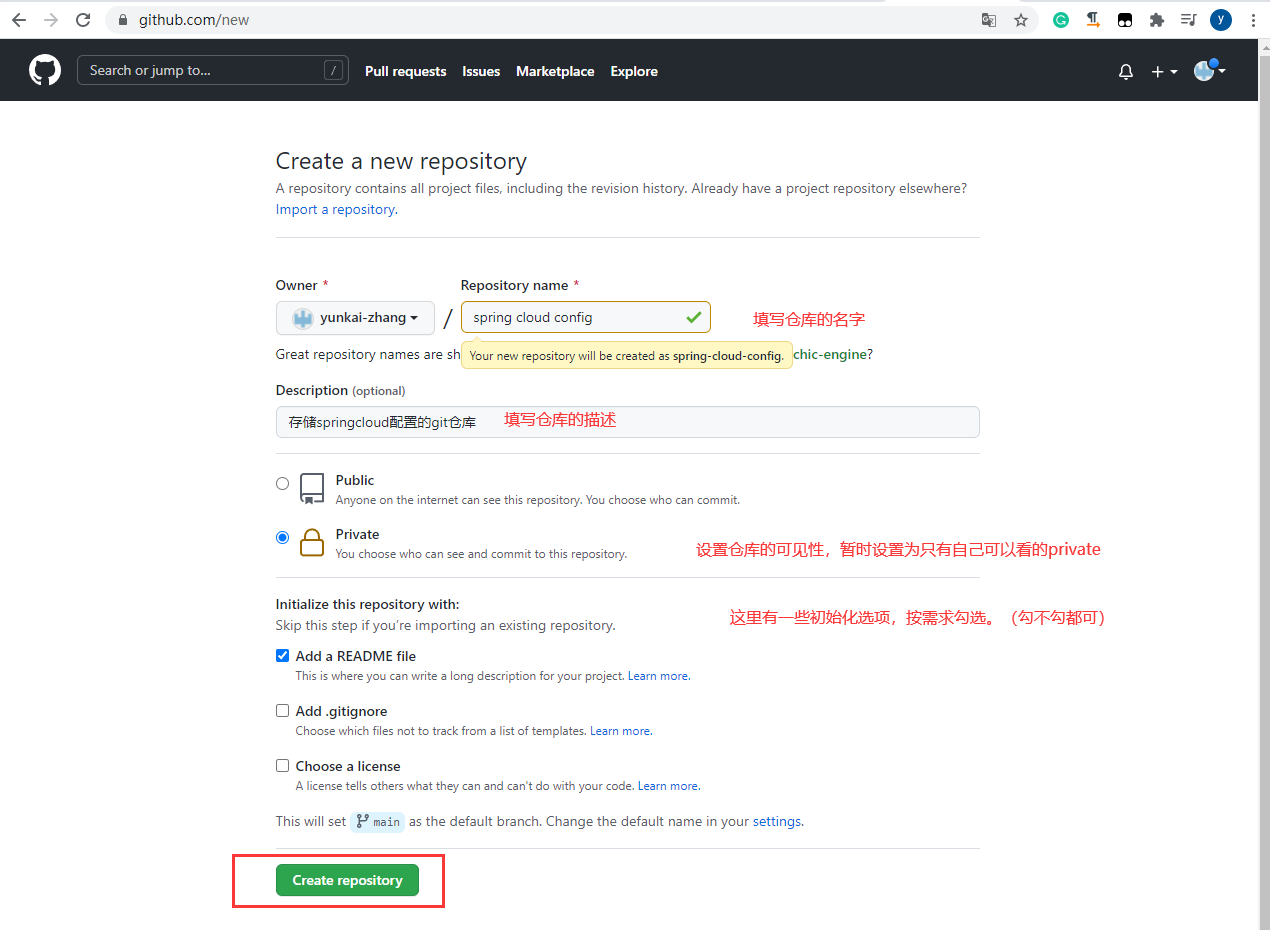 github.com/new
y
Search or jump to...
/
Pull requests
Issues
Marketplace
Explore
Create a new repository
A repository contains all project files, including the revision history. Already have a project repository elsewhere?
Import a repository.
Owner *
Repository name *
yunkai-zhang
/
spring cloud config
填写仓库的名字
Great repository names are sh
Your new repository will be created as spring-cloud-config.
chic-engine?
Description (optional)
存储springcloud配置的git仓库
填写仓库的描述
Public
Anyone on the internet can see this repository. You choose who can commit.
Private
You choose who can see and commit to this repository.
设置仓库的可见性，暂时设置为只有自己可以看的private
Initialize this repository with:
Skip this step if you're importing an existing repository.
这里有一些初始化选项，按需求勾选。（勾不勾都可）
Add a README file
This is where you can write a long description for your project. Learn more.
Add .gitignore
Choose which files not to track from a list of templates. Learn more.
Choose a license
A license tells others what they can and can't do with your code. Learn more.
This will set main as the default branch. Change the default name in your settings.
Create repository